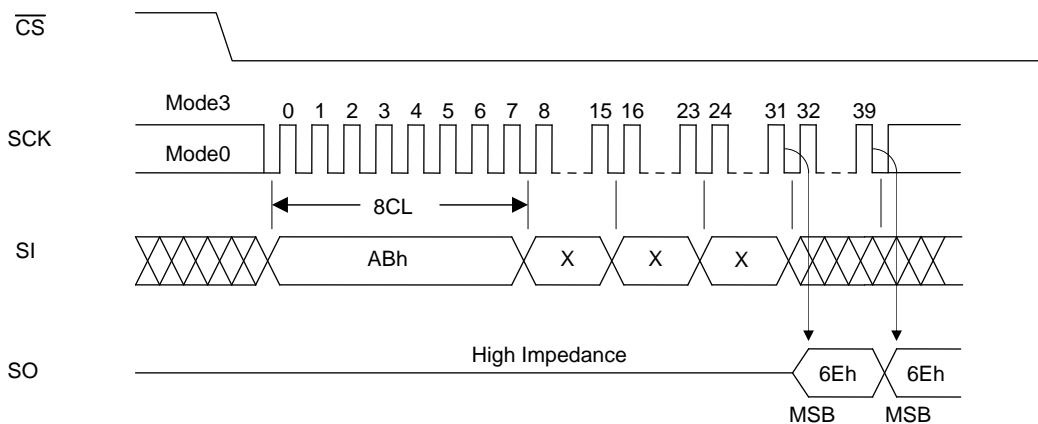 CS
Mode3
0 1 2 3 4 5 6 7 8 15 16 23 24 31 32 39
SCK
Mode0
8CL
SI
ABh X X X
High Impedance
SO
6Eh 6Eh
MSB MSB